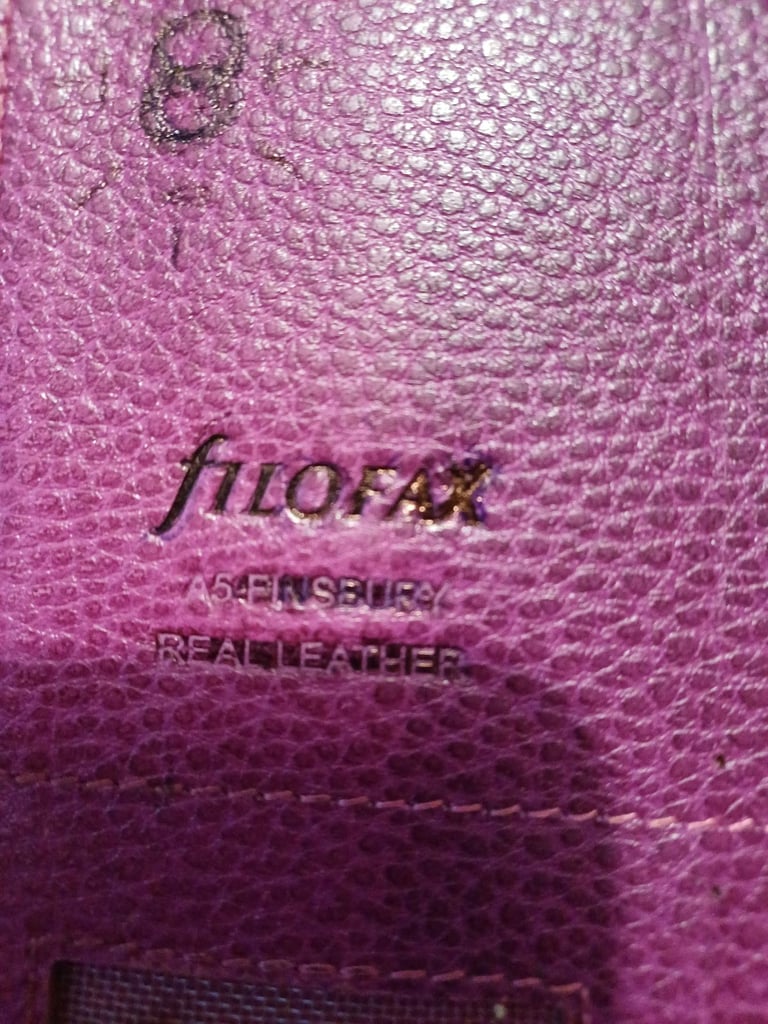 8
fILOFAX
A5 FINSBURY
REAL LEATHER